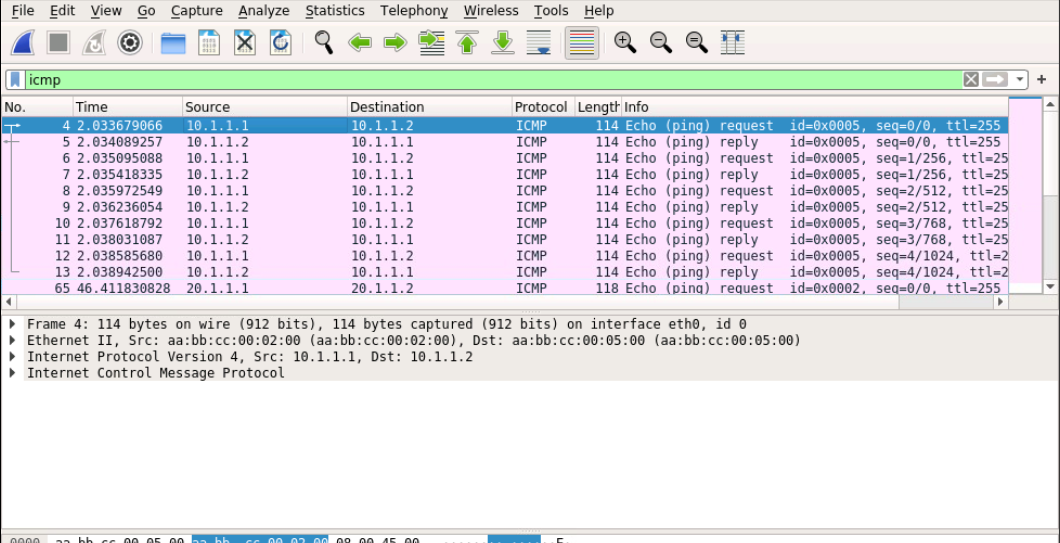 File Edit View Go Capture Analyze Statistics Telephony Wireless Tools Help
icmp
No. Time Source Destination Protocol Length Info
4 2.033679066 10.1.1.1 10.1.1.2 ICMP 114 Echo (ping) request id=0x0005, seq=0/0, ttl=255
5 2.034089257 10.1.1.2 10.1.1.1 ICMP 114 Echo (ping) reply id=0x0005, seq=0/0, ttl=255
6 2.035095088 10.1.1.1 10.1.1.2 ICMP 114 Echo (ping) request id=0x0005, seq=1/256, ttl=25
7 2.035418335 10.1.1.2 10.1.1.1 ICMP 114 Echo (ping) reply id=0x0005, seq=1/256, ttl=25
8 2.035972549 10.1.1.1 10.1.1.2 ICMP 114 Echo (ping) request id=0x0005, seq=2/512, ttl=25
9 2.036236054 10.1.1.2 10.1.1.1 ICMP 114 Echo (ping) reply id=0x0005, seq=2/512, ttl=25
10 2.037618792 10.1.1.1 10.1.1.2 ICMP 114 Echo (ping) request id=0x0005, seq=3/768, ttl=25
11 2.038031087 10.1.1.2 10.1.1.1 ICMP 114 Echo (ping) reply id=0x0005, seq=3/768, ttl=25
12 2.038585680 10.1.1.1 10.1.1.2 ICMP 114 Echo (ping) request id=0x0005, seq=4/1024, ttl=2
13 2.038942500 10.1.1.2 10.1.1.1 ICMP 114 Echo (ping) reply id=0x0005, seq=4/1024, ttl=2
65 46.411830828 20.1.1.1 20.1.1.2 ICMP 118 Echo (ping) request id=0x0002, seq=0/0, ttl=255
Frame 4: 114 bytes on wire (912 bits), 114 bytes captured (912 bits) on interface eth0, id 0
Ethernet II, Src: aa:bb:cc:00:02:00 (aa:bb:cc:00:02:00), Dst: aa:bb:cc:00:05:00 (aa:bb:cc:00:05:00)
Internet Protocol Version 4, Src: 10.1.1.1, Dst: 10.1.1.2
Internet Control Message Protocol
0000 aa bb cc 00 05 00 aa bb cc 00 02 00 08 00 45 00